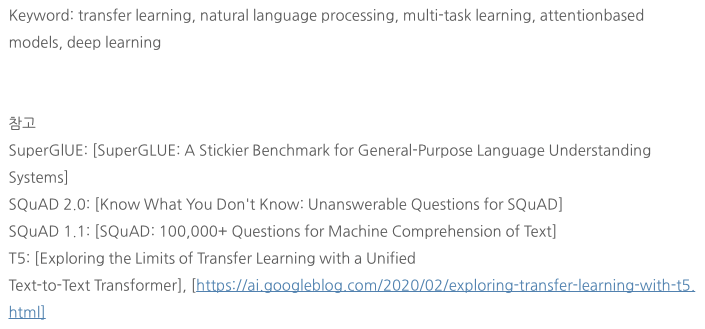 Keyword: transfer learning, natural language processing, multi-task learning, attentionbased
models, deep learning
참고
SuperGlUE: [SuperGLUE: A Stickier Benchmark for General-Purpose Language Understanding
Systems]
SQuAD 2.0: [Know What You Don't Know: Unanswerable Questions for SQuAD]
SQuAD 1.1: [SQuAD: 100,000+ Questions for Machine Comprehension of Text]
T5: [Exploring the Limits of Transfer Learning with a Unified
Text-to-Text Transformer], [https://ai.googleblog.com/2020/02/exploring-transfer-learning-with-t5.
html]